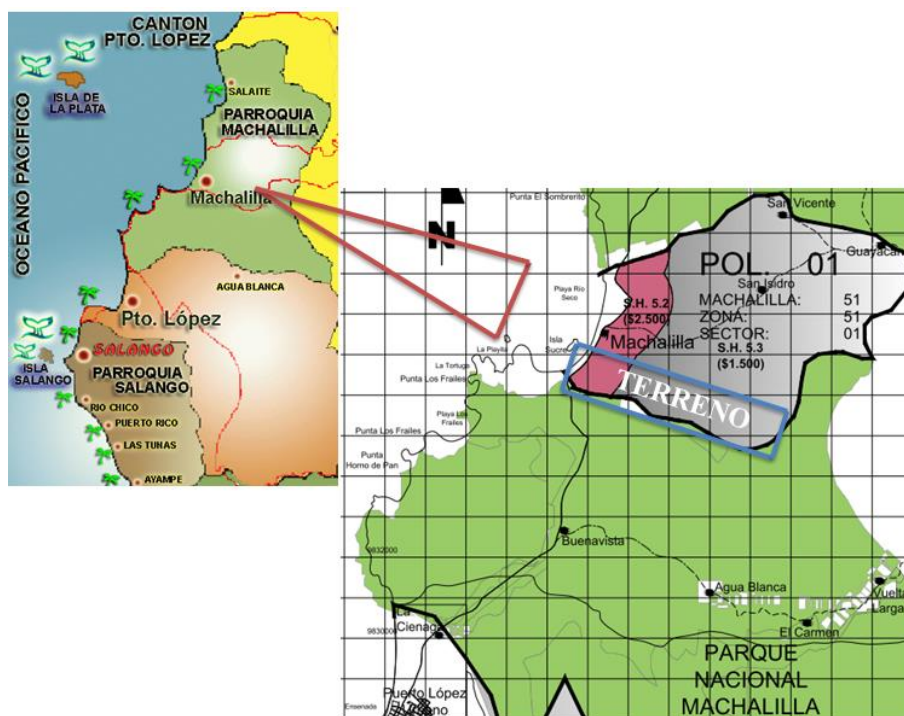 CANTON
PTO. LOPEZ
OCEANO PACIFICO
ISLA DE
LA PLATA
SALAITE
PARROQUIA
MACHALILLA
Machalilla
AGUA BLANCA
Pto. López
SALANGO
ISLA
SALANGO
PARROQUIA
SALANGO
RIO CHICO
PUERTO RICO
LAS TUNAS
AYAMPE
N
Punta El Sombrerito
San Vicente
Guayacan
POL. 01
San Isidro
Playa Rio
Seco
S.H. 5.2
($2.500)
MACHALILLA: 51
ZONA: 51
SECTOR: 01
Isla
Sucre
Machalilla
S.H. 5.3
($1.500)
La Playita
La Tortuga
Punta Los Frailes
TERRENO
Playa Los
Frailes
Punta Los Frailes
Punta
Horno de Pan
Buenavista
9832000
Agua Blanca
Vuelta
Larga
La
Cienaga
9830000
El Carmen
PARQUE
NACIONAL
MACHALILLA
Puerto López
Ensenada